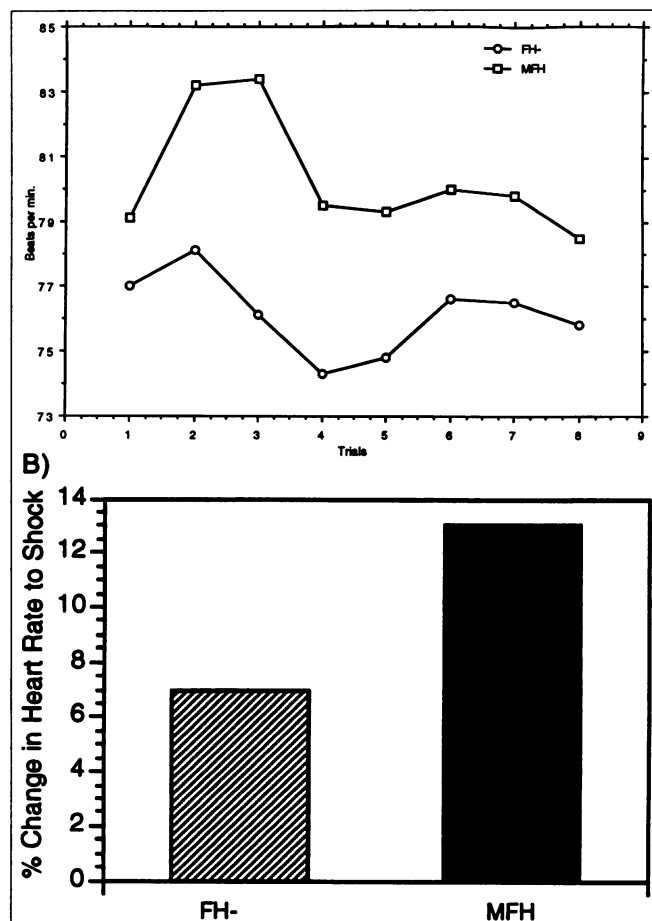 85
FH-
MFH
83
81
79
77
75
73
Beats per min.
0 1 2 3 4 5 6 7 8 9
Trials
B)
14
12
10
8
6
4
2
0
% Change in Heart Rate to Shock
FH- MFH